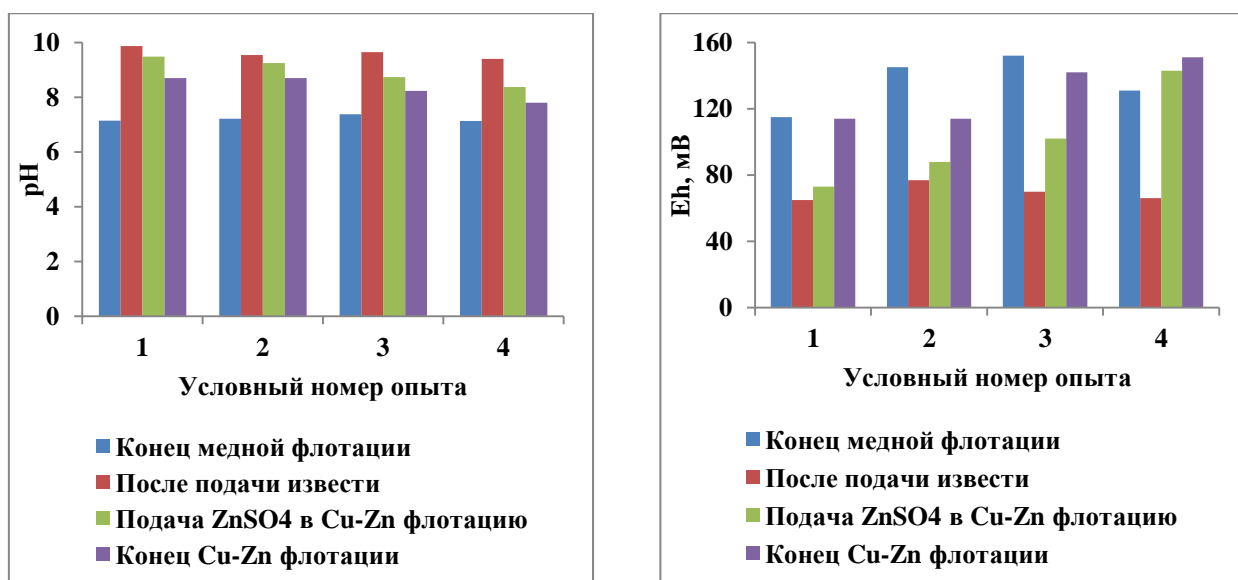 10
8
6
4
2
0
pH
1 2 3 4
Условный номер опыта
Конец медной флотации
После подачи извести
Подача ZnSO4 в Cu-Zn флотацию
Конец Cu-Zn флотации
160
120
80
40
0
Eh, мВ
1 2 3 4
Условный номер опыта
Конец медной флотации
После подачи извести
Подача ZnSO4 в Cu-Zn флотацию
Конец Cu-Zn флотации